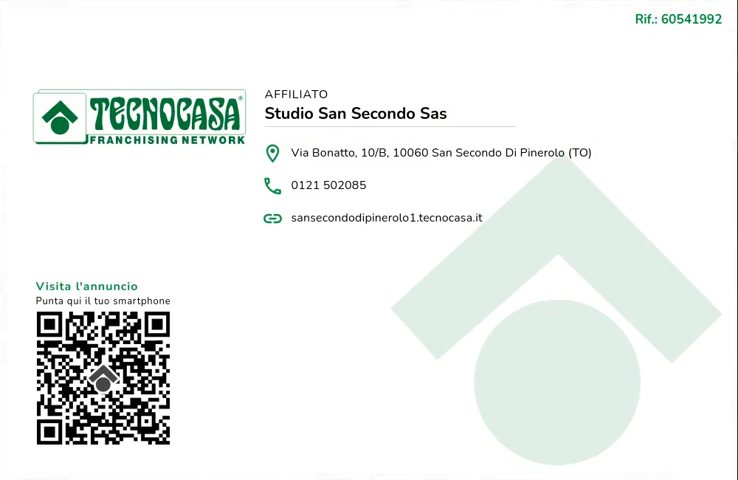 Rif.: 60541992
TECNOCASA®
FRANCHISING NETWORK
AFFILIATO
Studio San Secondo Sas
Via Bonatto, 10/B, 10060 San Secondo Di Pinerolo (TO)
0121 502085
sansecondodipinerolo1.tecnocasa.it
Visita l'annuncio
Punta qui il tuo smartphone